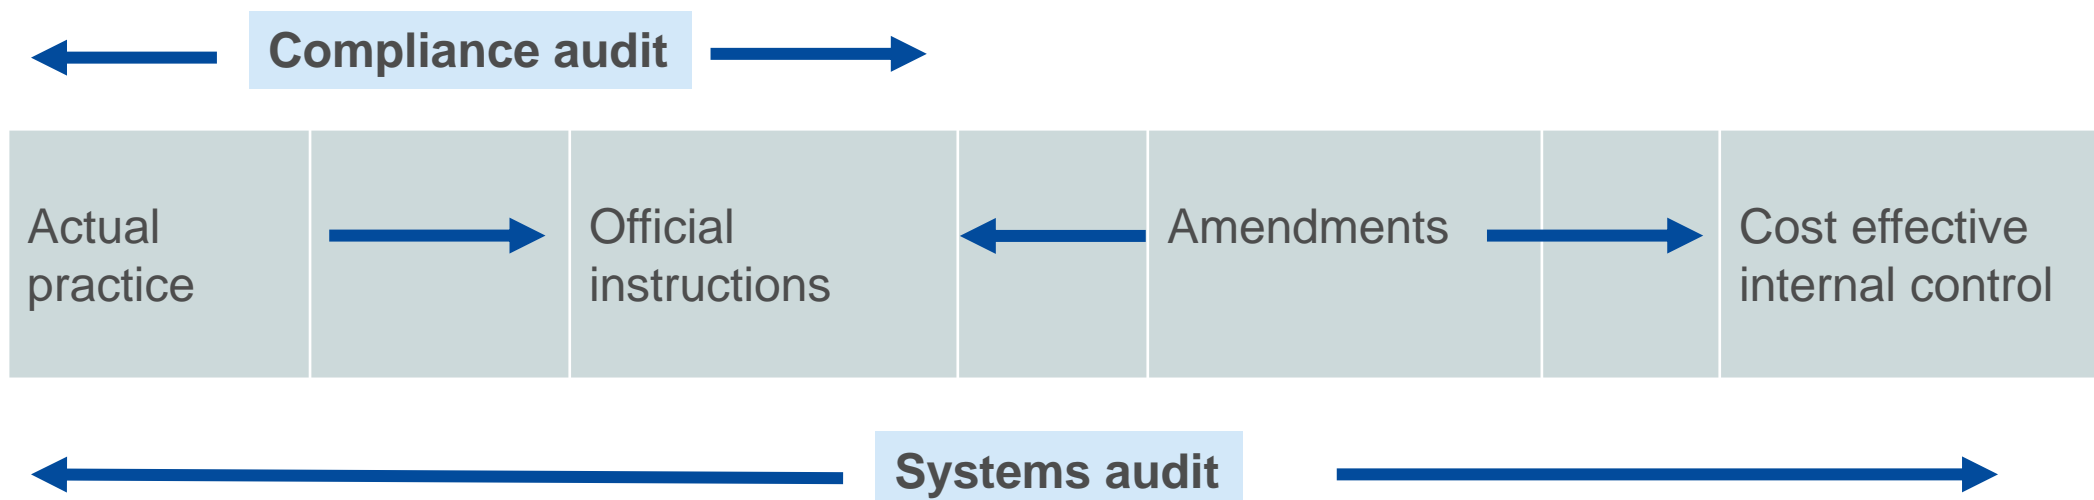 Compliance audit
Actual
practice
Official
instructions
Amendments
Cost effective
internal control
Systems audit